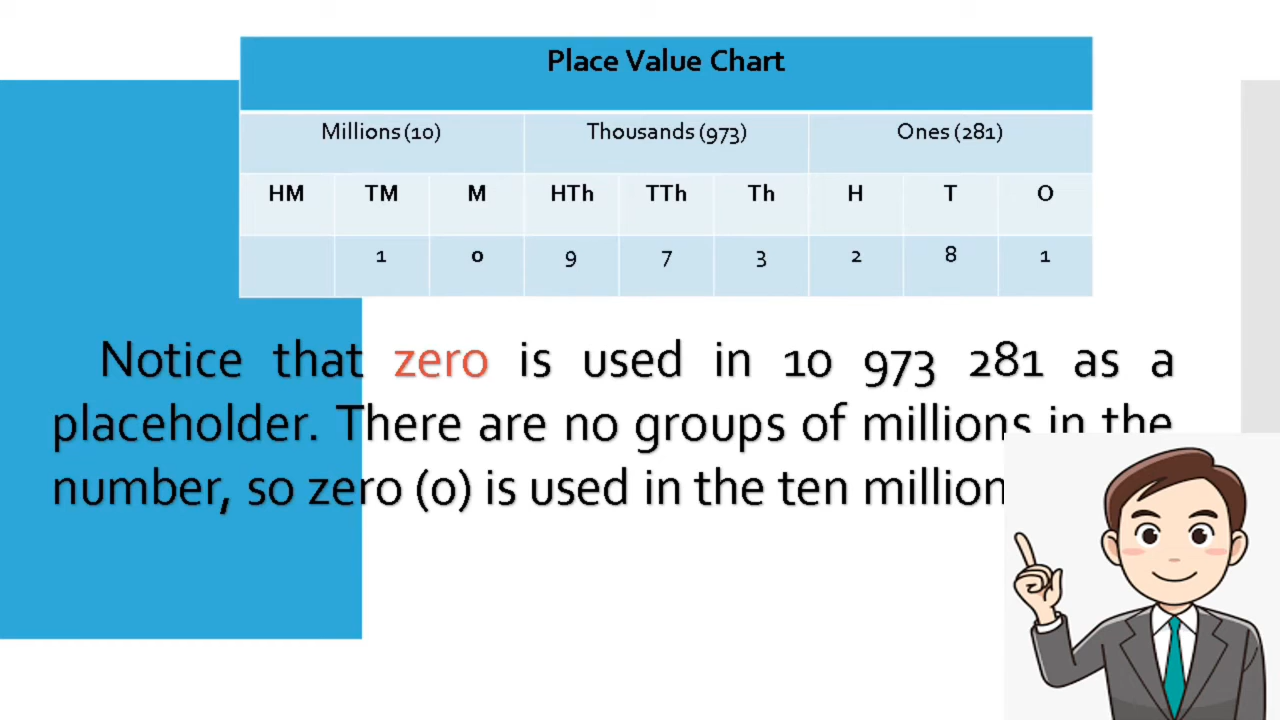 Place Value Chart
Millions (10) Thousands (973) Ones (281)
HM TM M HTh TTh Th H T O
1 0 9 7 3 2 8 1
Notice that zero is used in 10 973 281 as a
placeholder. There are no groups of millions in the
number, so zero (0) is used in the ten million